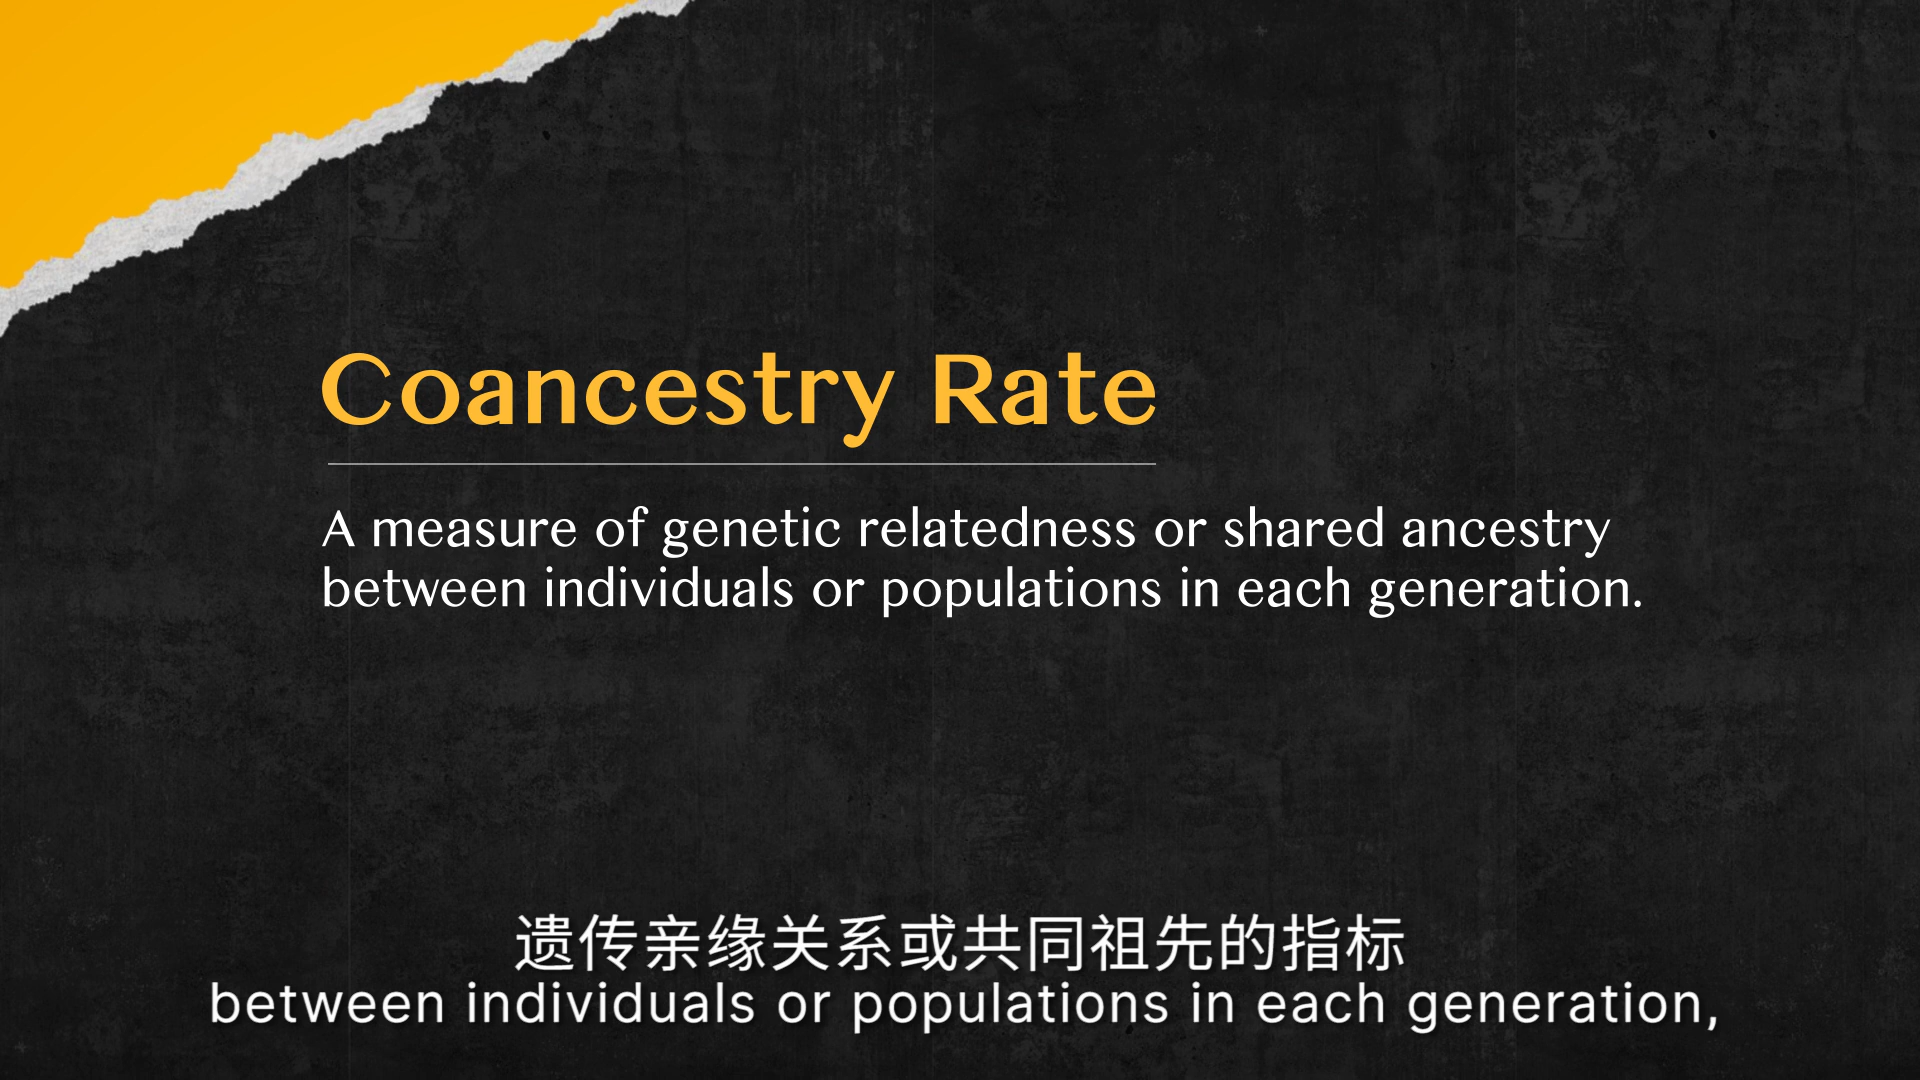 Coancestry Rate
A measure of genetic relatedness or shared ancestry
between individuals or populations in each generation.
遗传亲缘关系或共同祖先的指标
between individuals or populations in each generation,